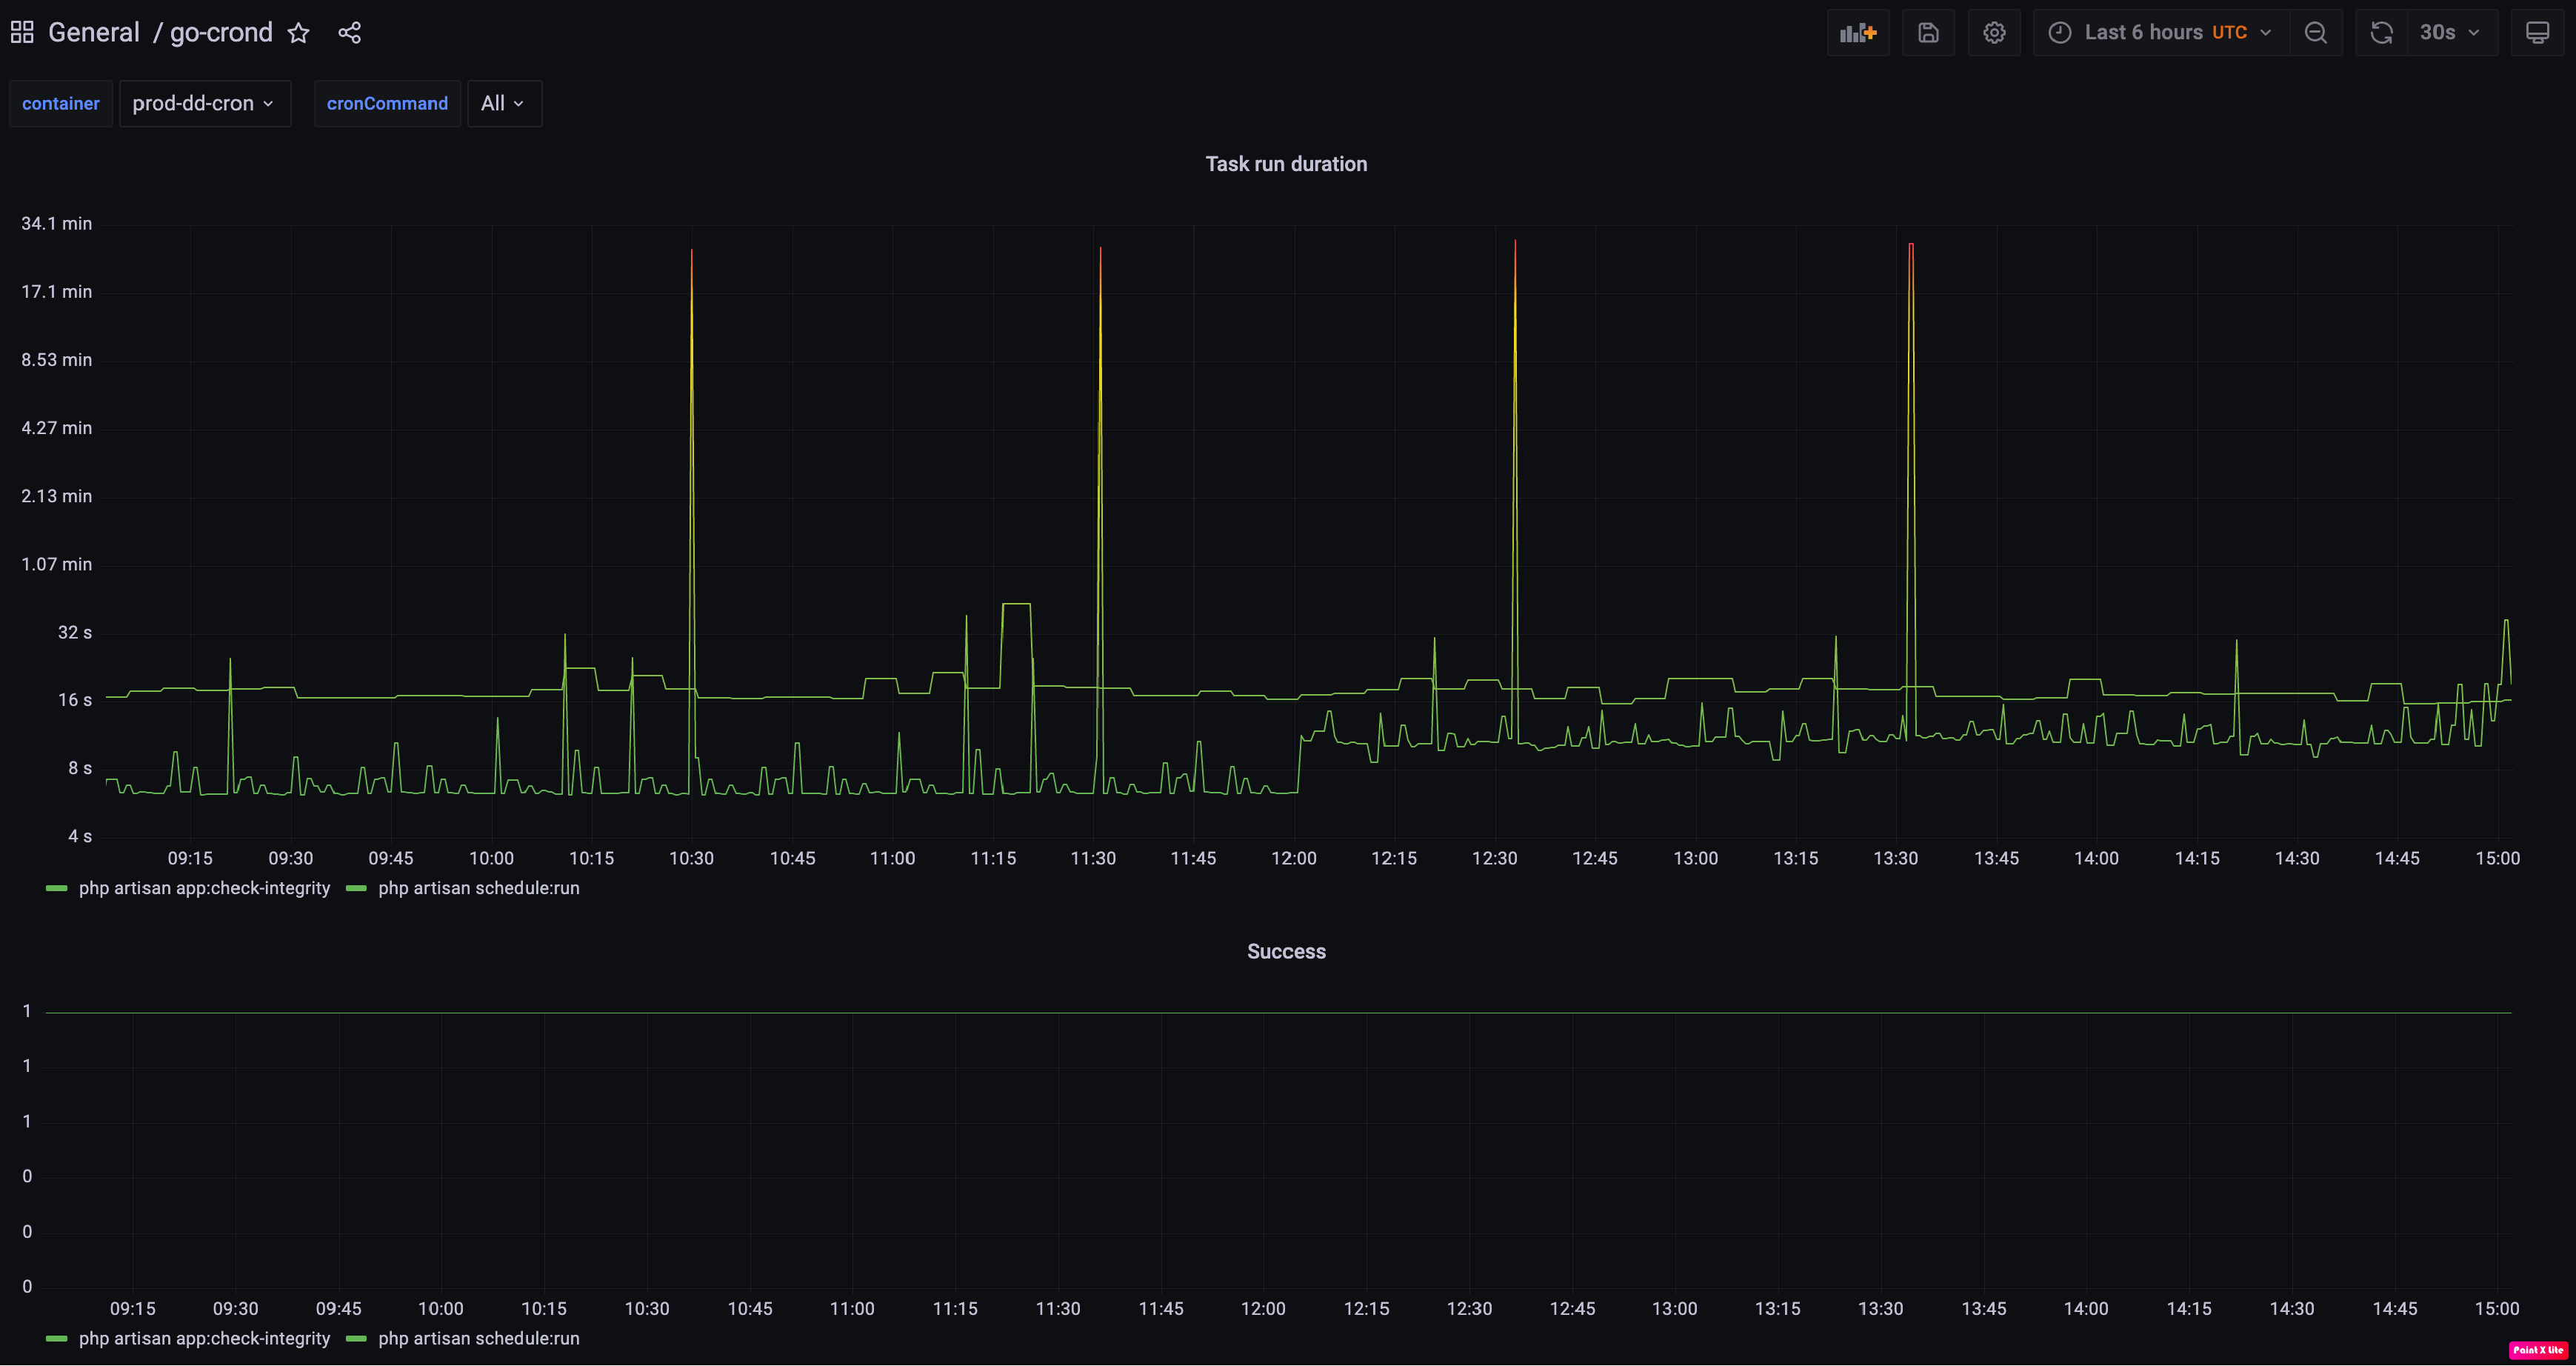 General / go-crond
Last 6 hours UTC
30s
container prod-dd-cron cronCommand All
Task run duration
34.1 min
17.1 min
8.53 min
4.27 min
2.13 min
1.07 min
32 s
16 s
8 s
4 s
09:15 09:30 09:45 10:00 10:15 10:30 10:45 11:00 11:15 11:30 11:45 12:00 12:15 12:30 12:45 13:00 13:15 13:30 13:45 14:00 14:15 14:30 14:45 15:00
php artisan app:check-integrity php artisan schedule:run
Success
1
1
1
0
0
0
09:15 09:30 09:45 10:00 10:15 10:30 10:45 11:00 11:15 11:30 11:45 12:00 12:15 12:30 12:45 13:00 13:15 13:30 13:45 14:00 14:15 14:30 14:45 15:00
php artisan app:check-integrity php artisan schedule:run
Paint X Lite